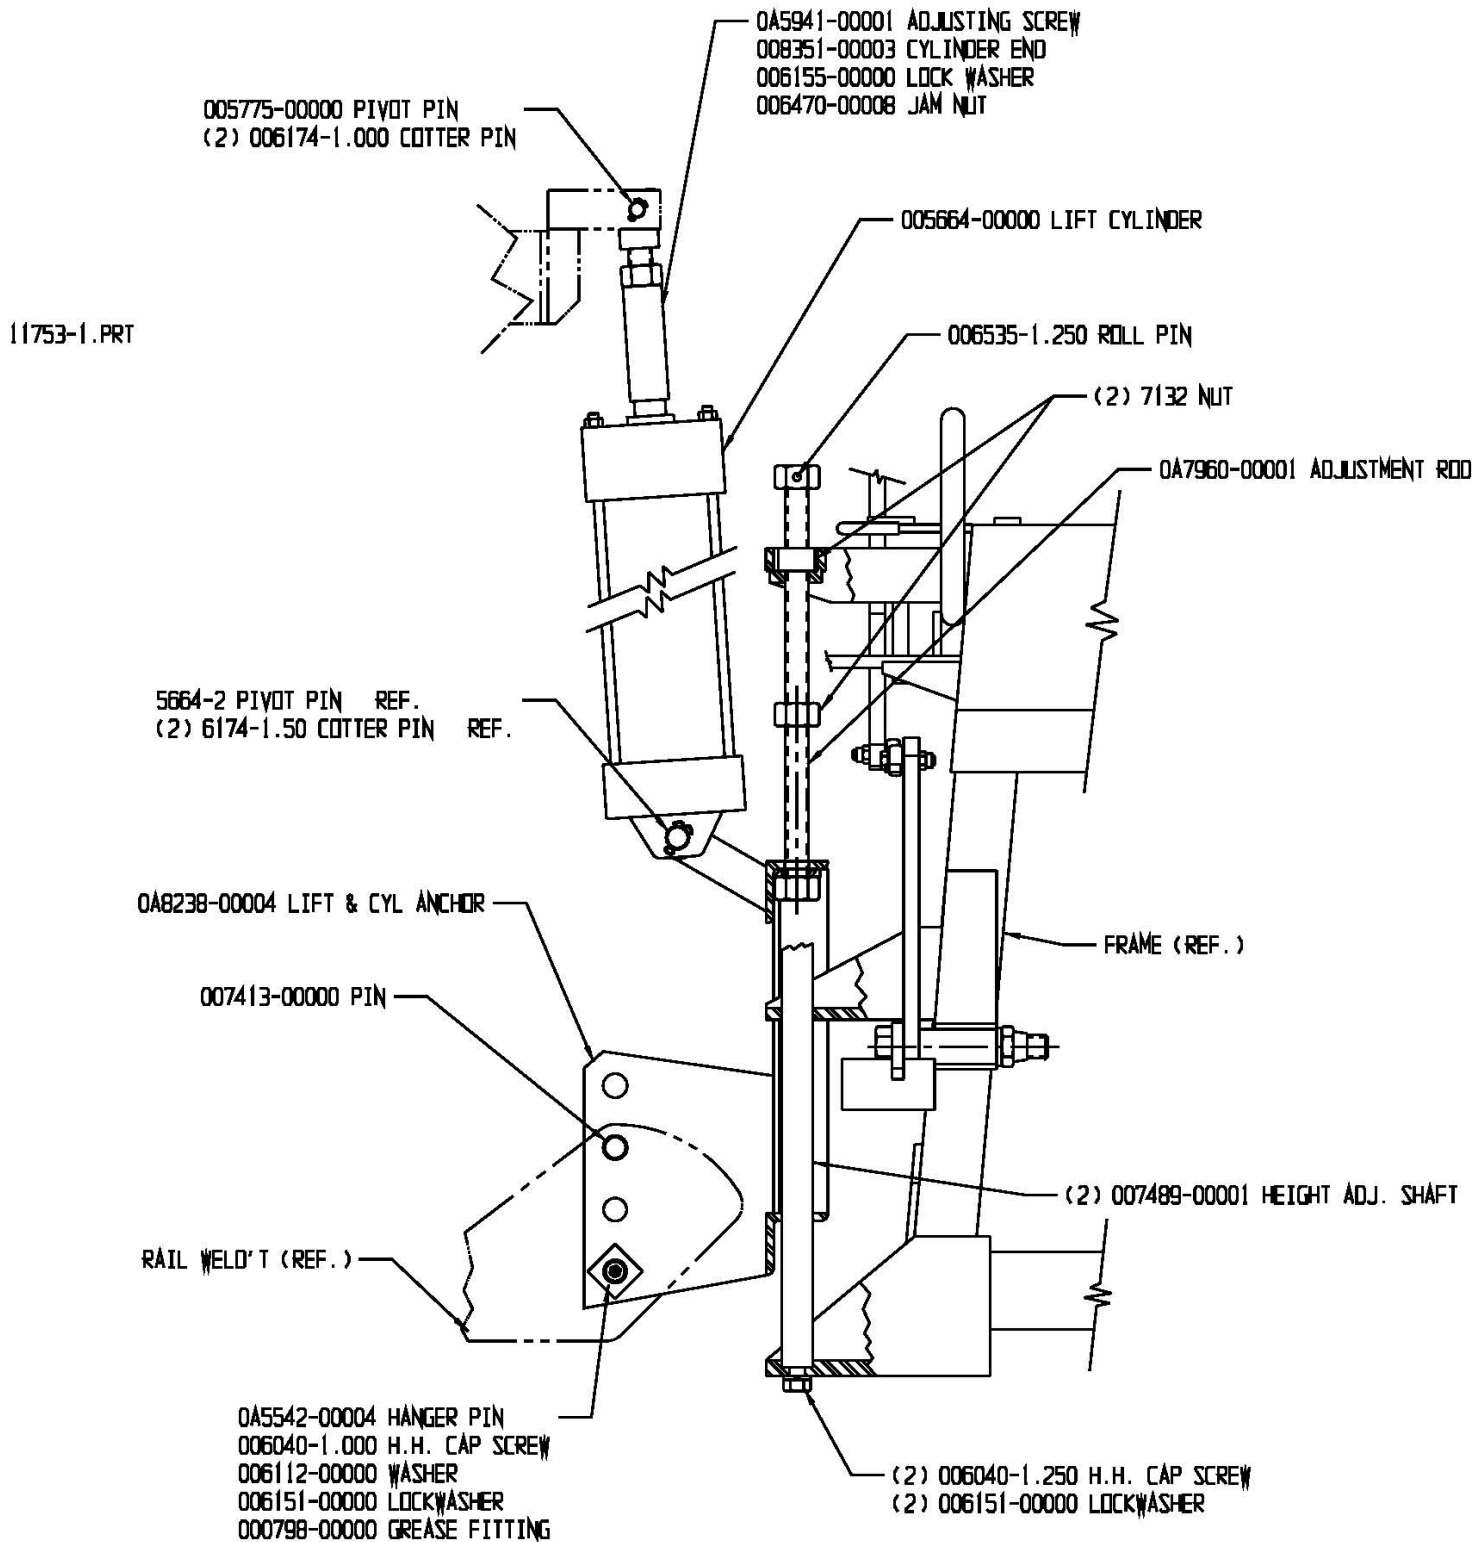 0A5941-00001 ADJUSTING SCREW
008351-00003 CYLINDER END
006155-00000 LOCK WASHER
006470-00008 JAM NUT
005775-00000 PIVOT PIN
(2) 006174-1.000 COTTER PIN
005664-00000 LIFT CYLINDER
11753-1.PRT
006535-1.250 ROLL PIN
(2) 7132 NUT
0A7960-00001 ADJUSTMENT ROD
5664-2 PIVOT PIN REF.
(2) 6174-1.50 COTTER PIN REF.
0A8238-00004 LIFT & CYL ANCHOR
FRAME (REF.)
007413-00000 PIN
(2) 007489-00001 HEIGHT ADJ. SHAFT
RAIL WELD'T (REF.)
0A5542-00004 HANGER PIN
006040-1.000 H.H. CAP SCREW
006112-00000 WASHER
006151-00000 LOCKWASHER
000798-00000 GREASE FITTING
(2) 006040-1.250 H.H. CAP SCREW
(2) 006151-00000 LOCKWASHER